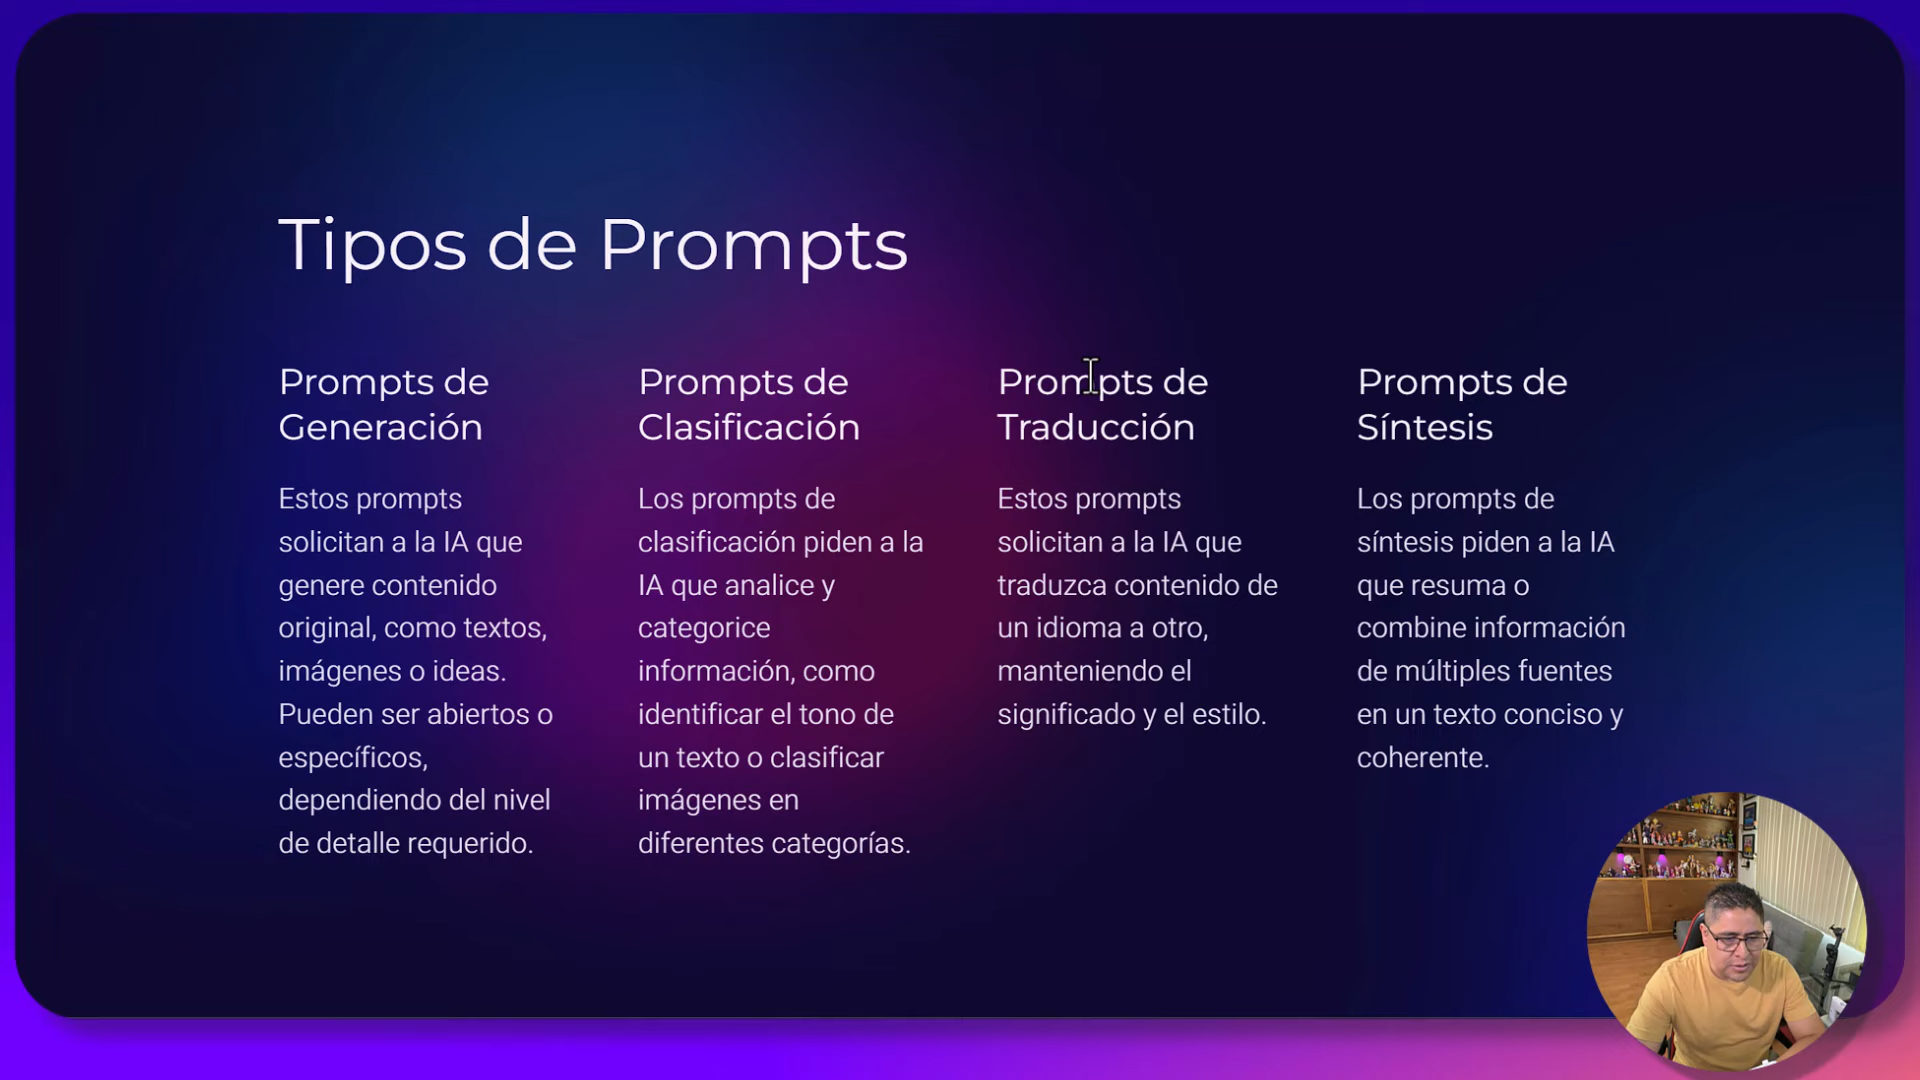 Tipos de Prompts
Prompts de
Generación
Estos prompts
solicitan a la IA que
genere contenido
original, como textos,
imágenes o ideas.
Pueden ser abiertos o
específicos,
dependiendo del nivel
de detalle requerido.
Prompts de
Clasificación
Los prompts de
clasificación piden a la
IA que analice y
categorice
información, como
identificar el tono de
un texto o clasificar
imágenes en
diferentes categorías.
Prompts de
Traducción
Estos prompts
solicitan a la IA que
traduzca contenido de
un idioma a otro,
manteniendo el
significado y el estilo.
Prompts de
Síntesis
Los prompts de
síntesis piden a la IA
que resuma o
combine información
de múltiples fuentes
en un texto conciso y
coherente.